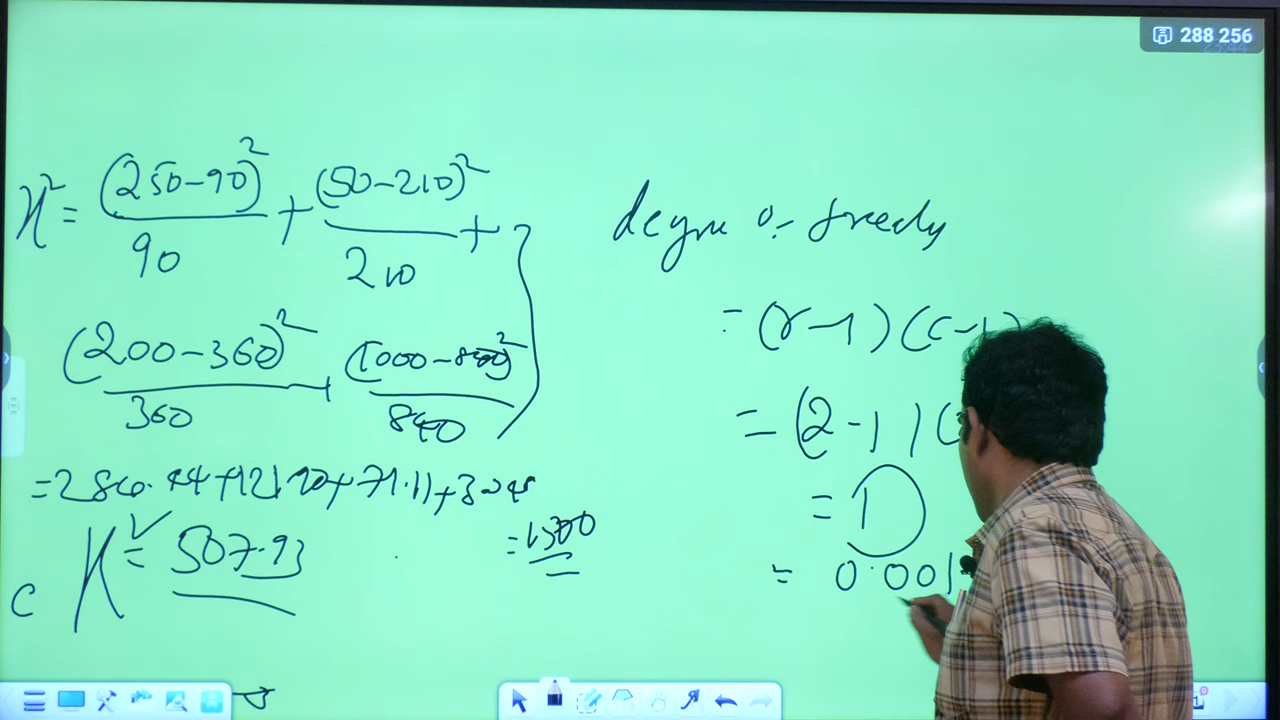 288 256
χ² = (250-90)²/90 + (50-210)²/210 +
(200-360)²/360 + (1000-840)²/840
= 284.44 + 121.90 + 71.11 + 30.48
χ² = 507.93
= 1500
C
degree of freedom
= (r-1)(c-1)
= (2-1)(
= 1
= 0.001